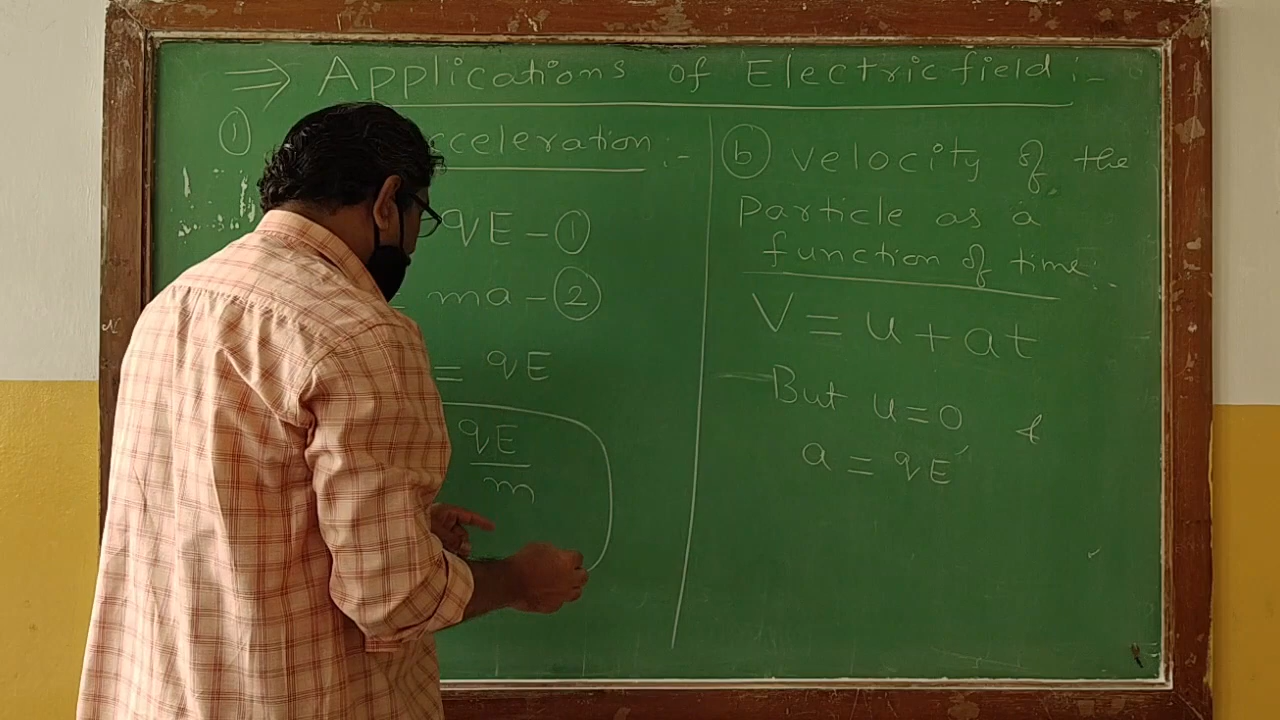 ⇒ Applications of Electric field :-
① cceleration :-
qE - ①
= ma - ②
= qE
qE
m
ⓑ Velocity of the
Particle as a
function of time
V = u + at
But u = 0 &
a = qE